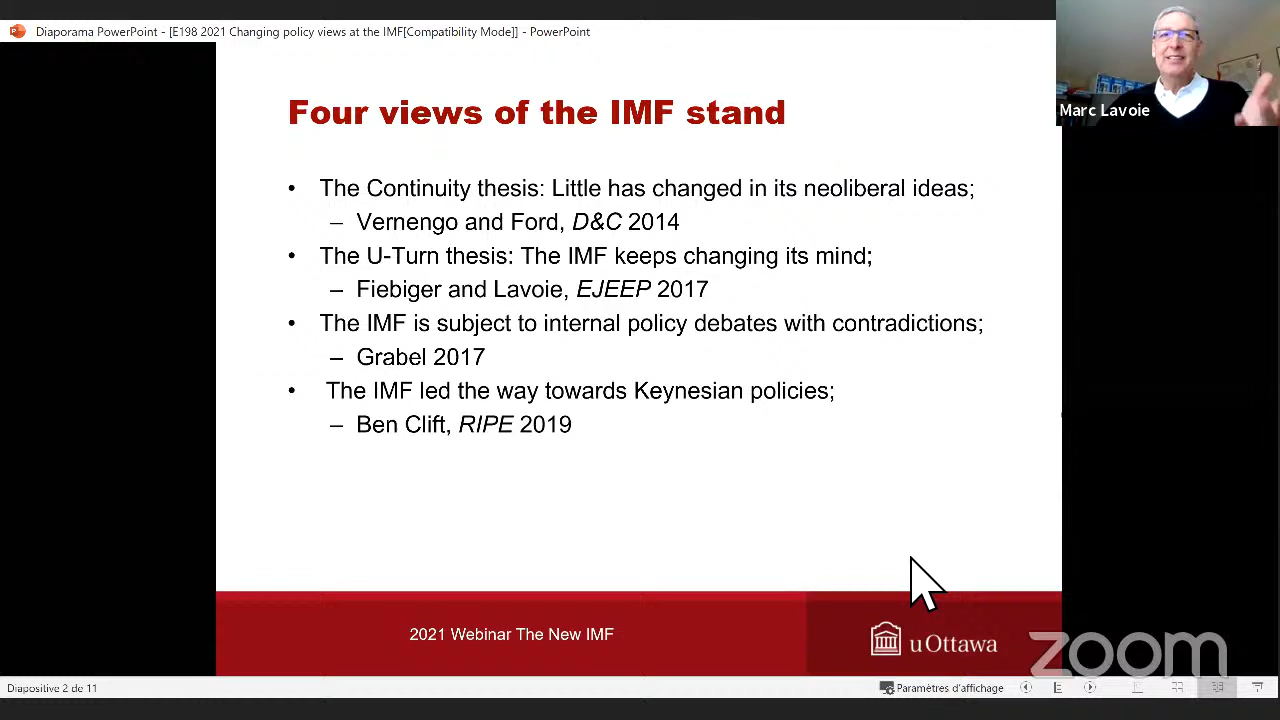 Diaporama PowerPoint - [E198 2021 Changing policy views at the IMF[Compatibility Mode]] - PowerPoint
Marc Lavoie
Four views of the IMF stand
• The Continuity thesis: Little has changed in its neoliberal ideas;
– Vernengo and Ford, D&C 2014
• The U-Turn thesis: The IMF keeps changing its mind;
– Fiebiger and Lavoie, EJEEP 2017
• The IMF is subject to internal policy debates with contradictions;
– Grabel 2017
• The IMF led the way towards Keynesian policies;
– Ben Clift, RIPE 2019
2021 Webinar The New IMF
uOttawa
zoom
Diapositive 2 de 11
Paramètres d'affichage